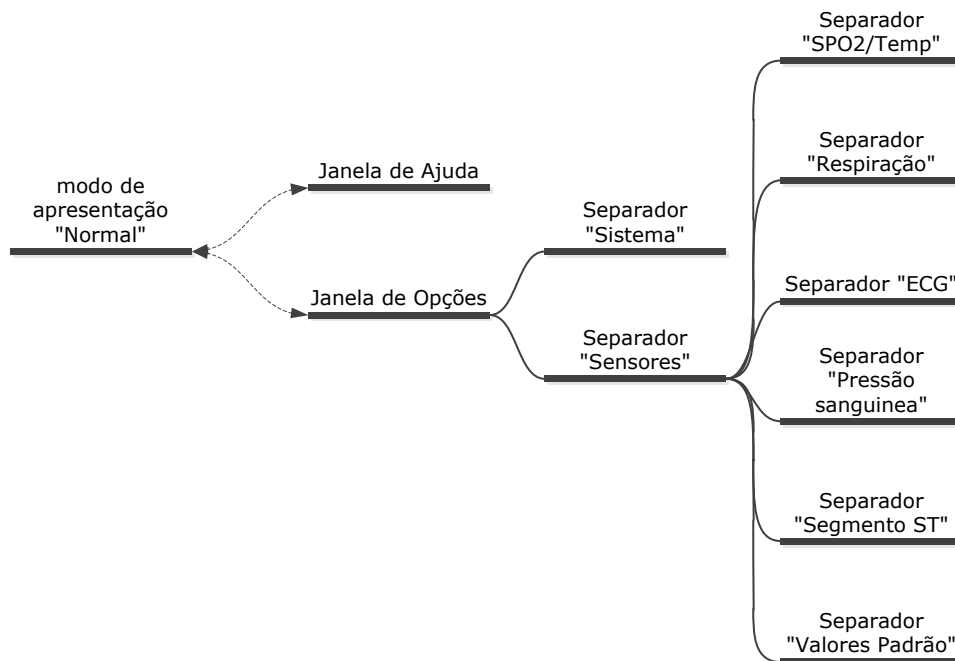 modo de
apresentação
"Normal"
Janela de Ajuda
Janela de Opções
Separador
"Sistema"
Separador
"Sensores"
Separador
"SPO2/Temp"
Separador
"Respiração"
Separador "ECG"
Separador
"Pressão
sanguinea"
Separador
"Segmento ST"
Separador
"Valores Padrão"